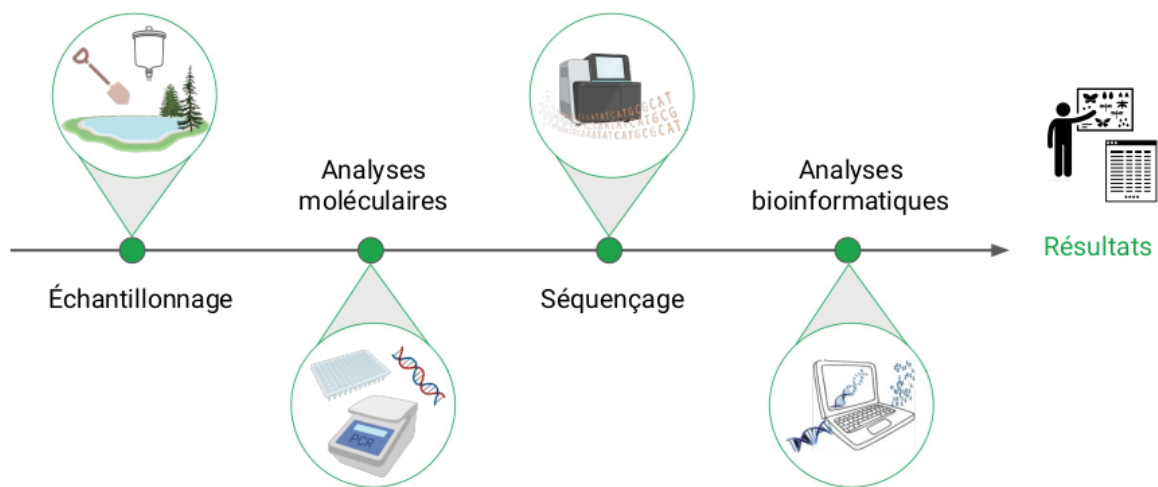 Analyses
moléculaires
Analyses
bioinformatiques
Résultats
Échantillonnage
Séquençage
PCR